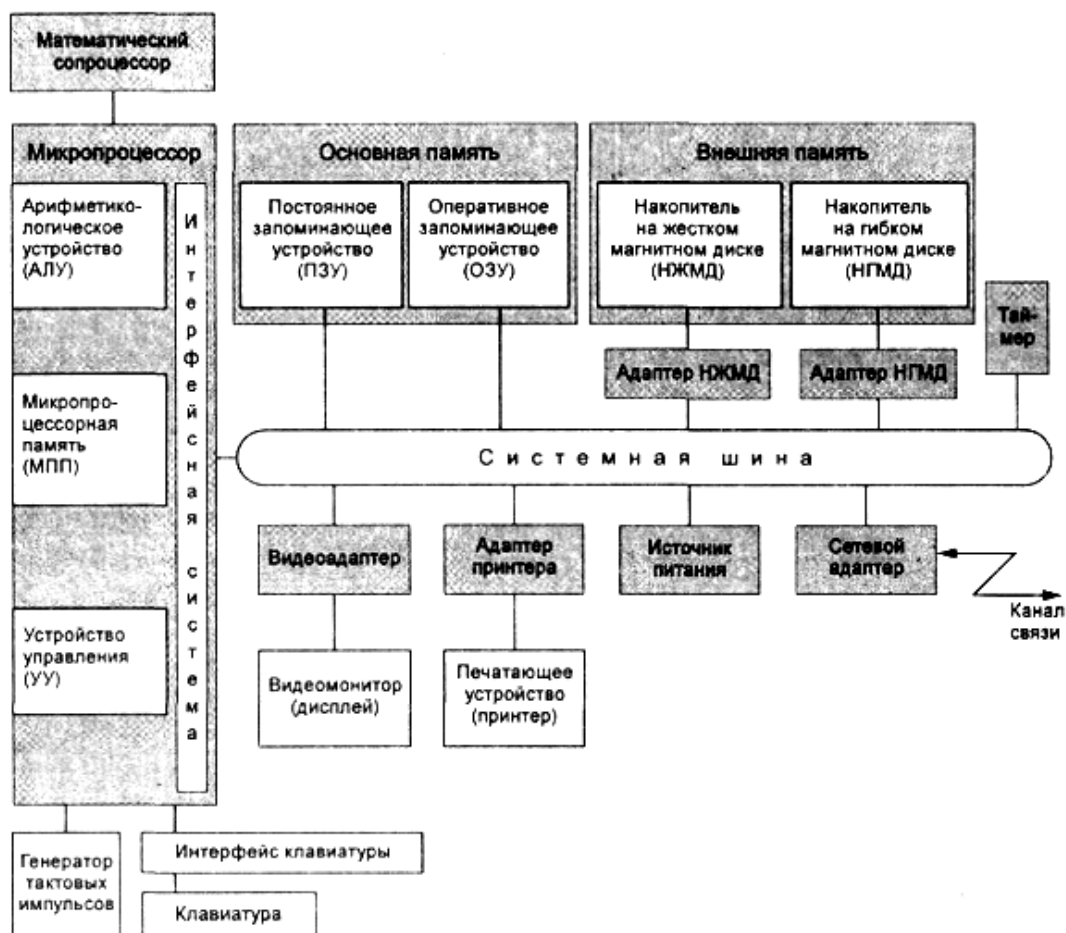 Математический
сопроцессор
Микропроцессор
Арифметико-
логическое
устройство
(АЛУ)
Микропро-
цессорная
память
(МПП)
Устройство
управления
(УУ)
Интерфейсная система
Основная память
Постоянное
запоминающее
устройство
(ПЗУ)
Оперативное
запоминающее
устройство
(ОЗУ)
Внешняя память
Накопитель
на жестком
магнитном диске
(НЖМД)
Накопитель
на гибком
магнитном диске
(НГМД)
Тай-
мер
Адаптер НЖМД
Адаптер НГМД
Системная шина
Видеоадаптер
Адаптер
принтера
Источник
питания
Сетевой
адаптер
Канал
связи
Видеомонитор
(дисплей)
Печатающее
устройство
(принтер)
Генератор
тактовых
импульсов
Интерфейс клавиатуры
Клавиатура